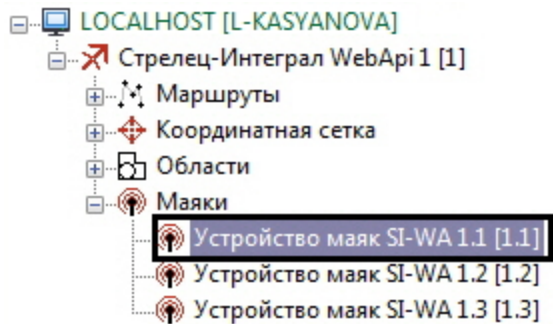 LOCALHOST [L-KASYANOVA]
Стрелец-Интеграл WebApi 1 [1]
Маршруты
Координатная сетка
Области
Маяки
Устройство маяк SI-WA 1.1 [1.1]
Устройство маяк SI-WA 1.2 [1.2]
Устройство маяк SI-WA 1.3 [1.3]